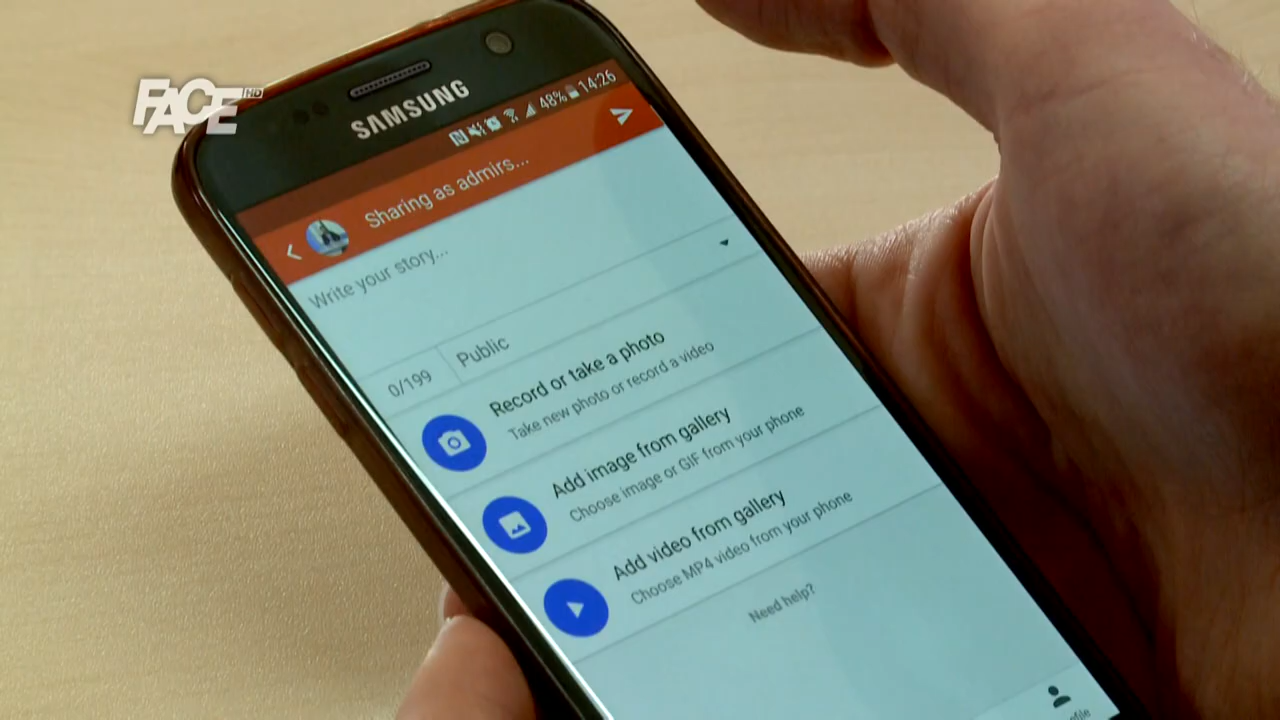 FACE HD
SAMSUNG
48% 14:26
Sharing as admirs...
Write your story...
0/199 Public
Record or take a photo
Take new photo or record a video
Add image from gallery
Choose image or GIF from your phone
Add video from gallery
Choose MP4 video from your phone
Need help?